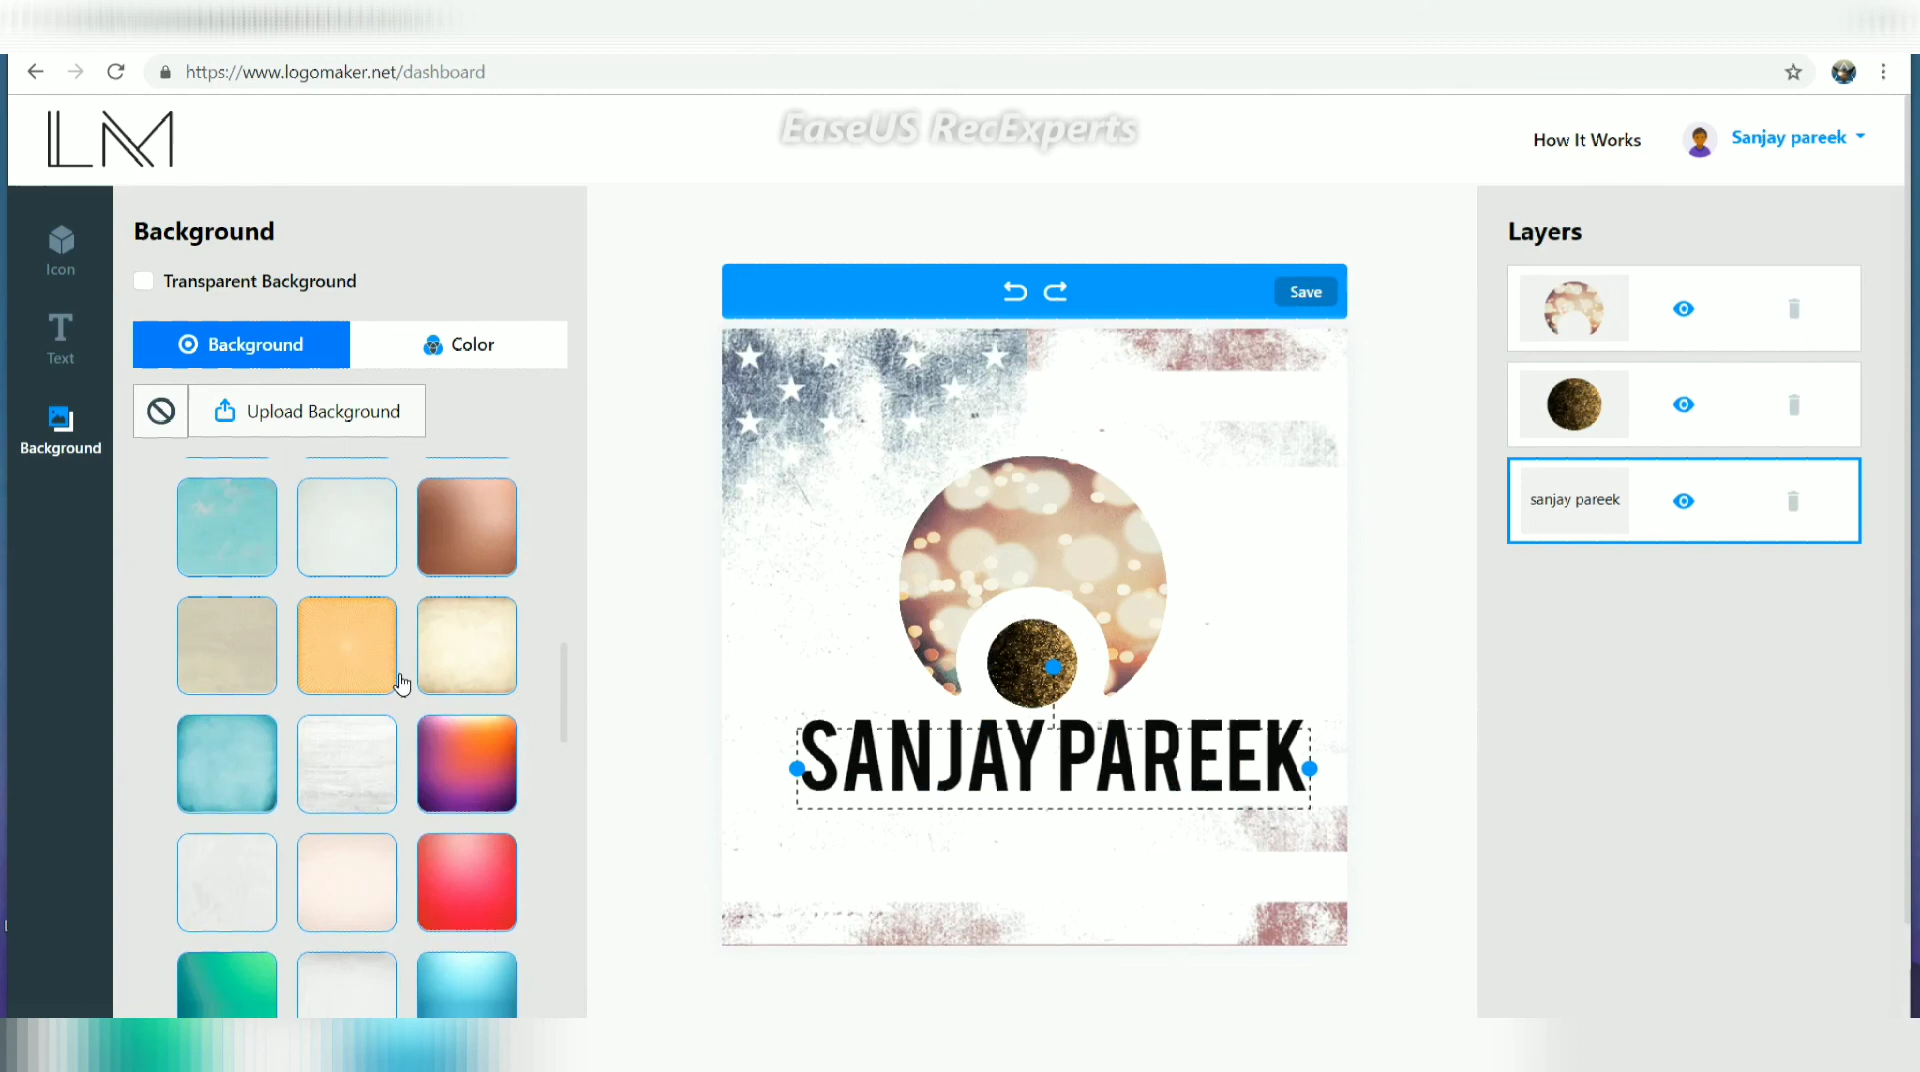 https://www.logomaker.net/dashboard
LM
EaseUS RecExperts
How It Works
Sanjay pareek
Icon
Text
Background
Background
Transparent Background
Background
Color
Upload Background
Save
SANJAY PAREEK
Layers
sanjay pareek